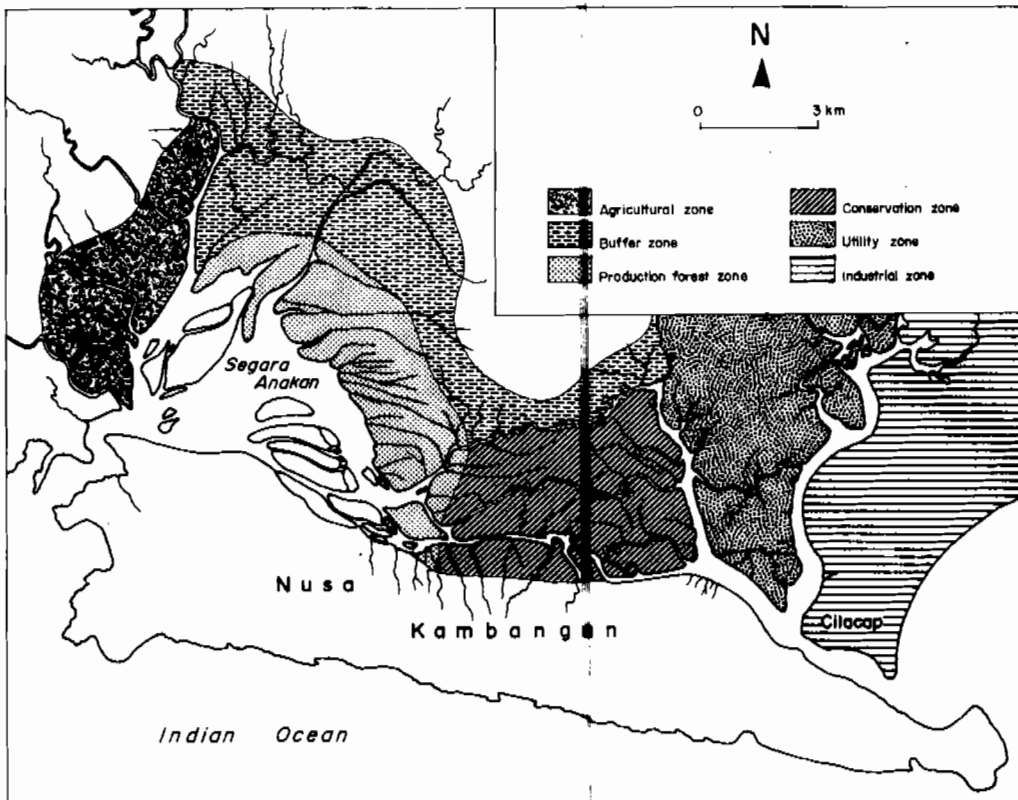 N
0 3 km
Agricultural zone
Buffer zone
Production forest zone
Conservation zone
Utility zone
Industrial zone
Segara
Anakan
Nusa
Kambangan
Cilacap
Indian Ocean